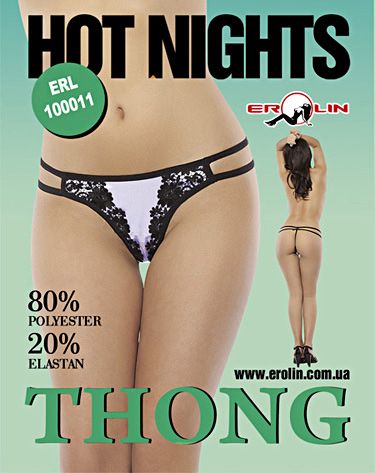 HOT NIGHTS
ERL
100011
EROLIN
80%
POLYESTER
20%
ELASTAN
www.erolin.com.ua
THONG